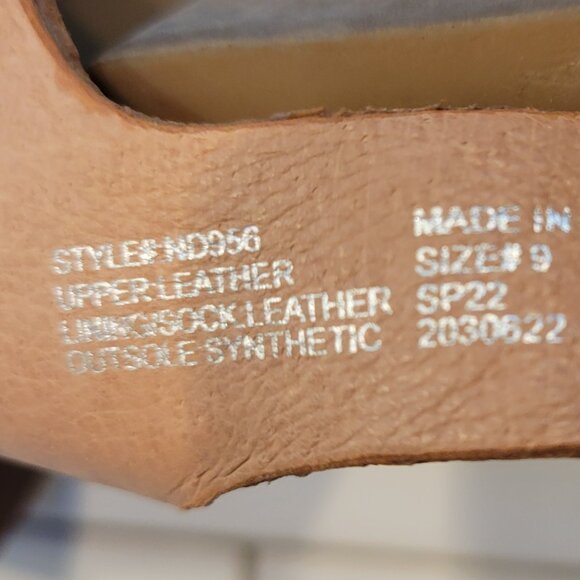 STYLE# ND956
UPPER LEATHER
LINING/SOCK LEATHER
OUTSOLE SYNTHETIC
MADE IN
SIZE# 9
SP22
2030622